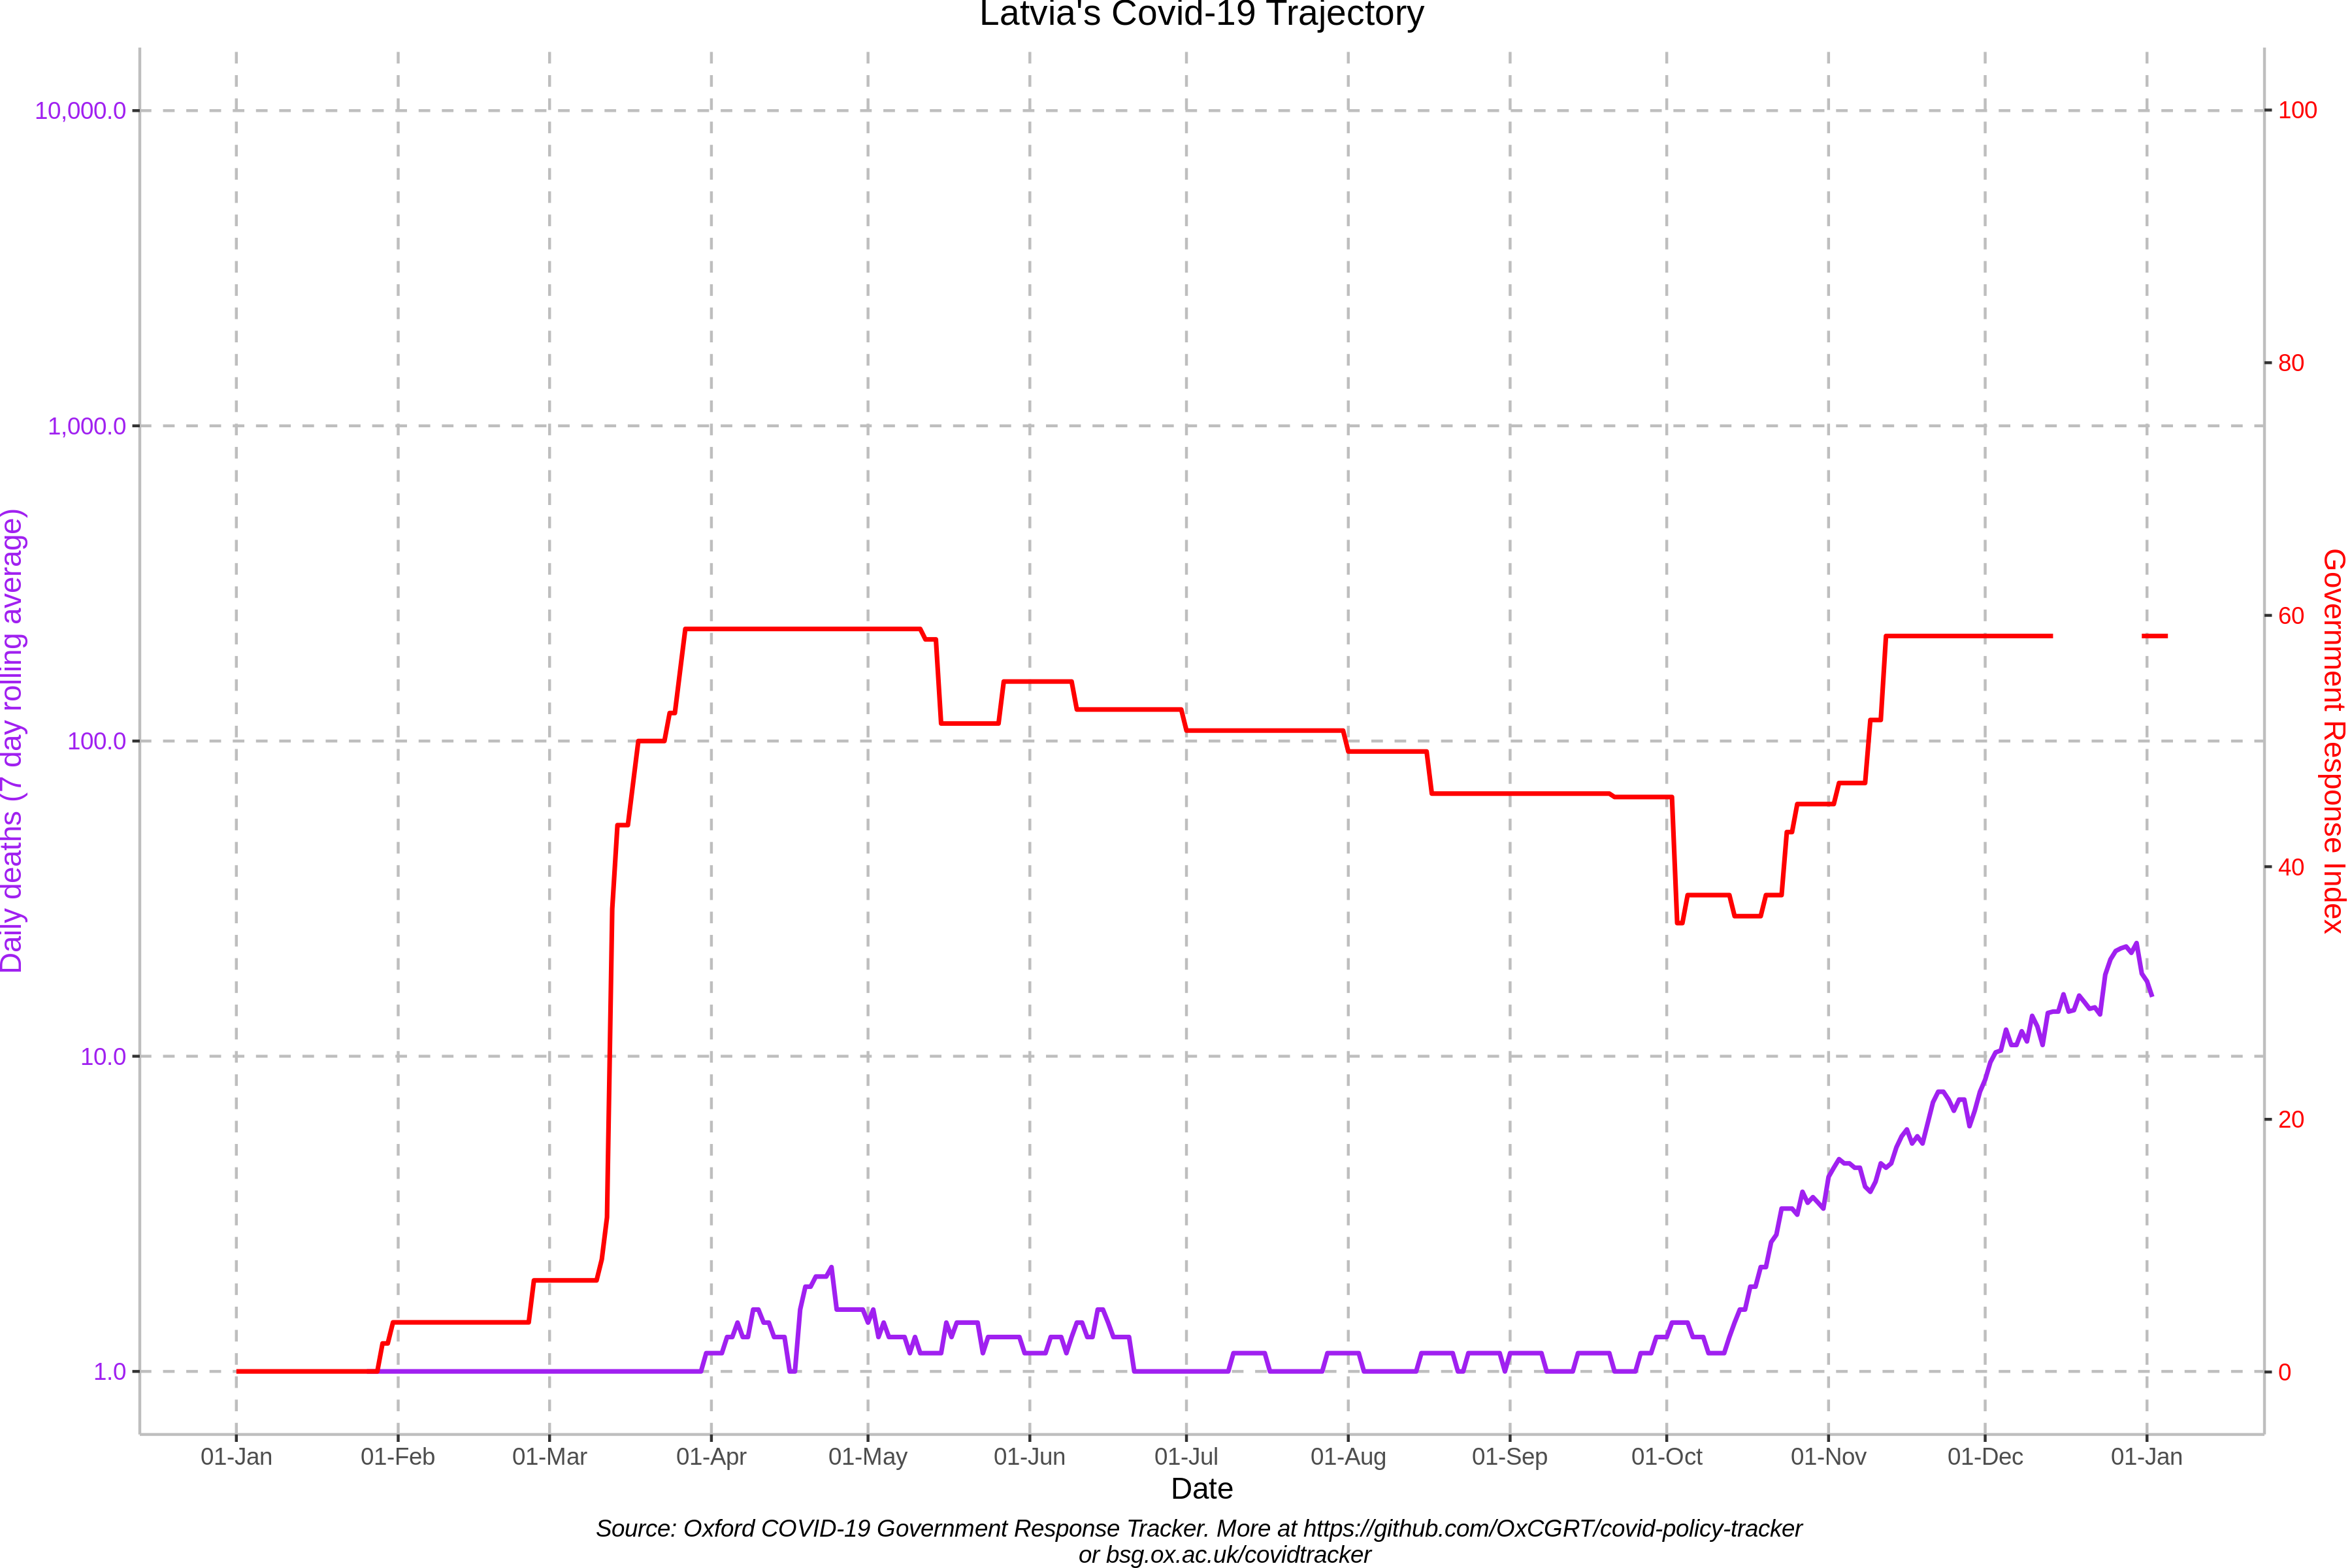 Latvia's Covid-19 Trajectory
10,000.0
1,000.0
100.0
10.0
1.0
Daily deaths (7 day rolling average)
100
80
60
40
20
0
Government Response Index
01-Jan 01-Feb 01-Mar 01-Apr 01-May 01-Jun 01-Jul 01-Aug 01-Sep 01-Oct 01-Nov 01-Dec 01-Jan
Date
Source: Oxford COVID-19 Government Response Tracker. More at https://github.com/OxCGRT/covid-policy-tracker
or bsg.ox.ac.uk/covidtracker